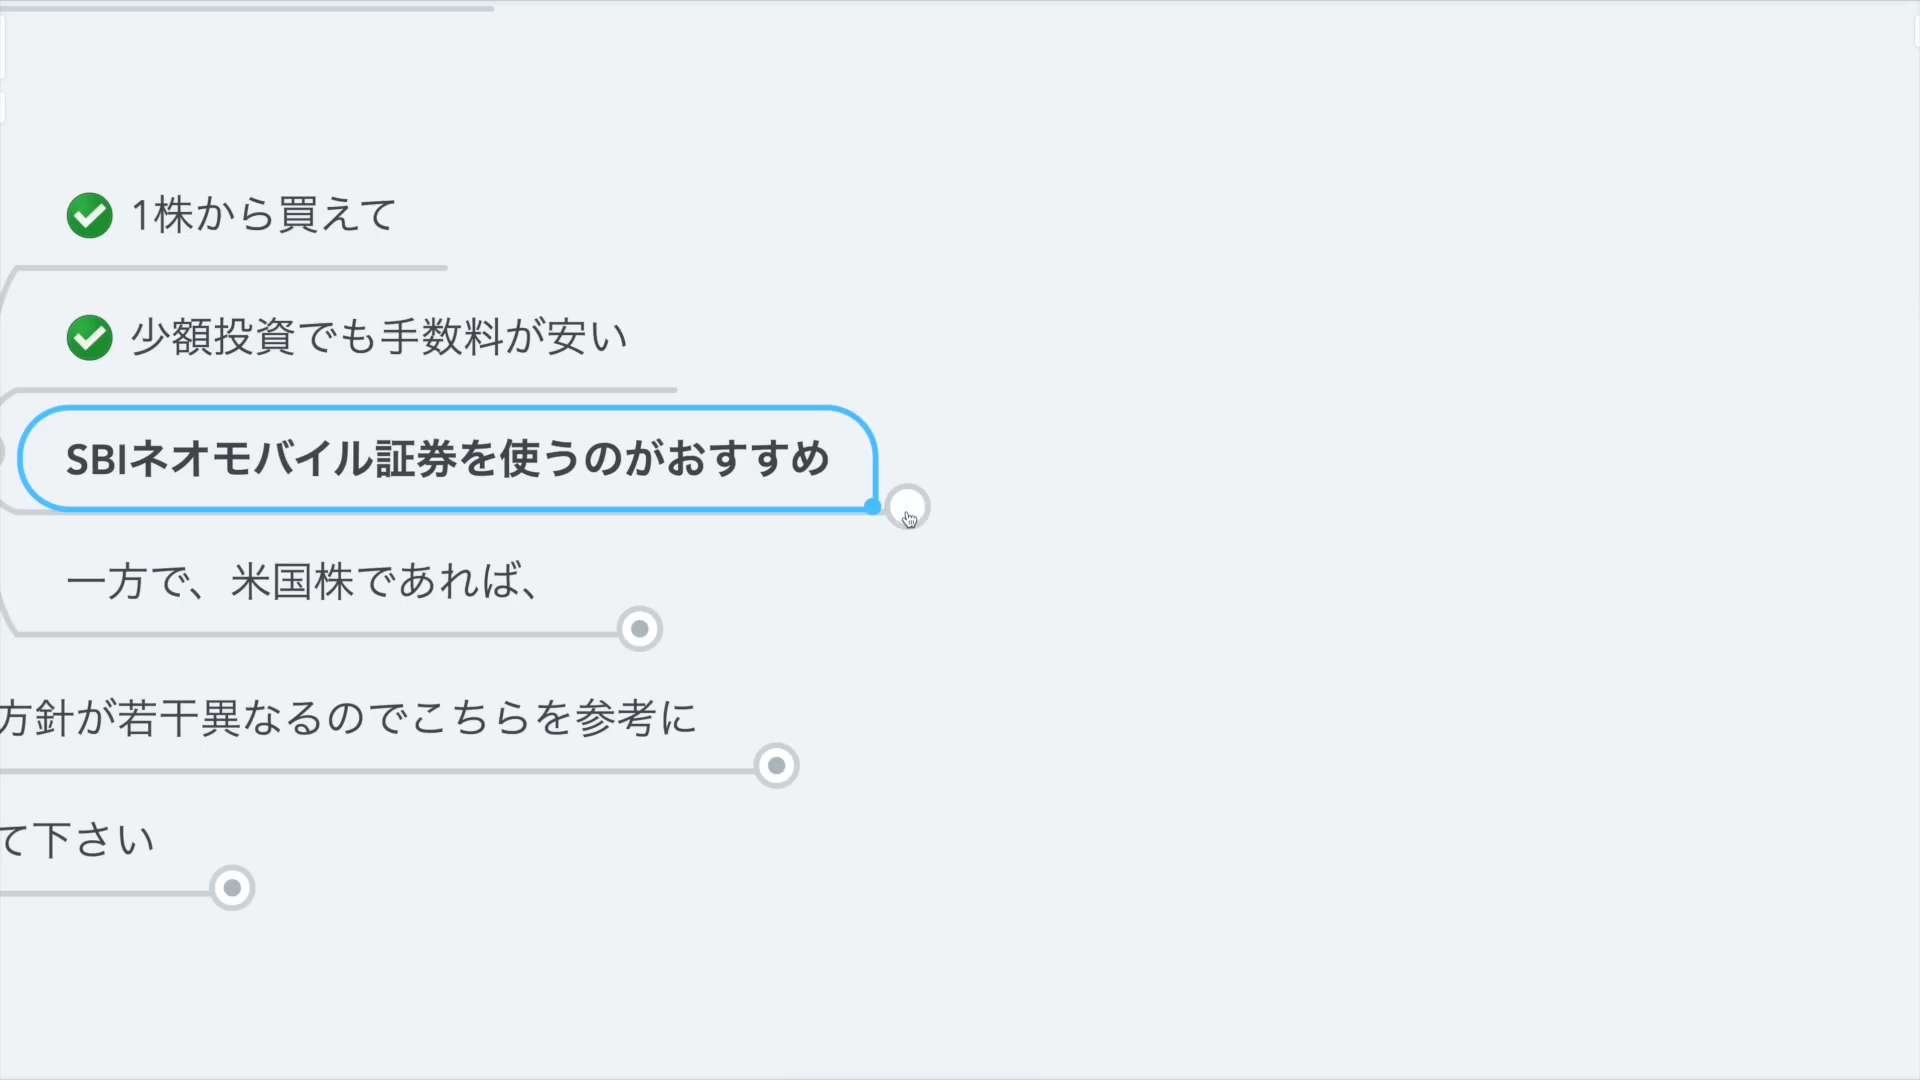 1株から買えて
少額投資でも手数料が安い
SBIネオモバイル証券を使うのがおすすめ
一方で、米国株であれば、
方針が若干異なるのでこちらを参考に
て下さい